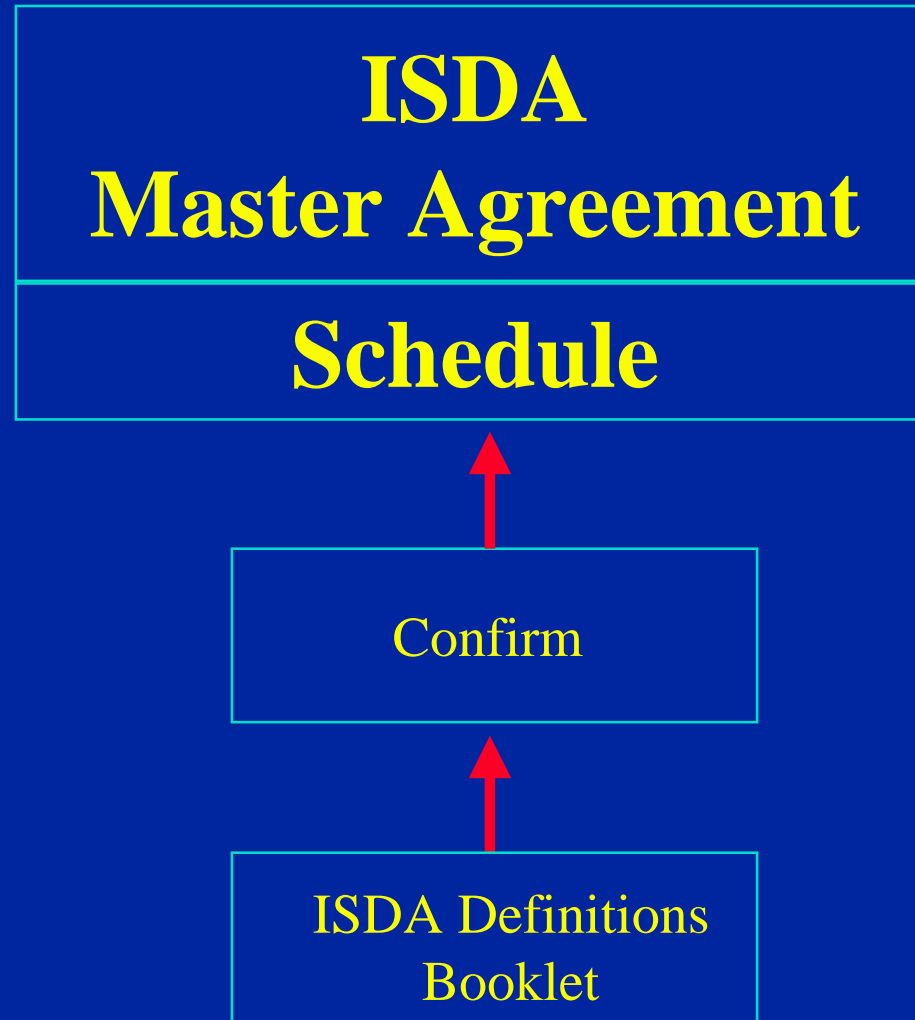 ISDA
Master Agreement
Schedule
Confirm
ISDA Definitions
Booklet